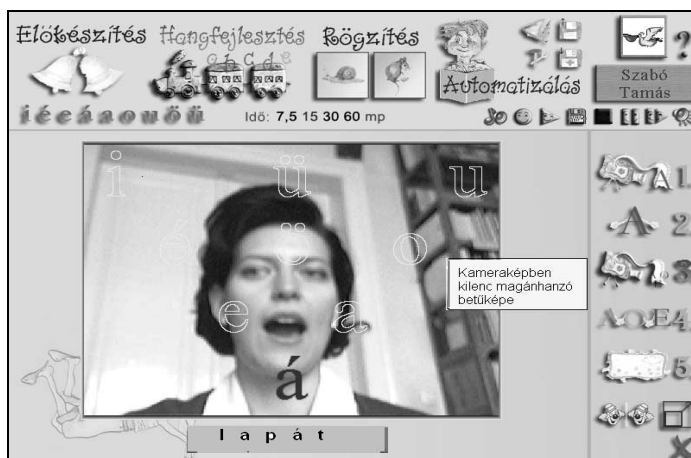 Előkészítés Hangfejlesztés Rögzítés
a b c d e
Automatizálás
?
Szabó
Tamás
i é e á a o u ö ü
Idő: 7,5 15 30 60 mp
i ü u
é ö o
e a
á
Kameraképben
kilenc magánhanzó
betűképe
l a p á t
A 1.
A 2.
3.
A O E 4.
5.